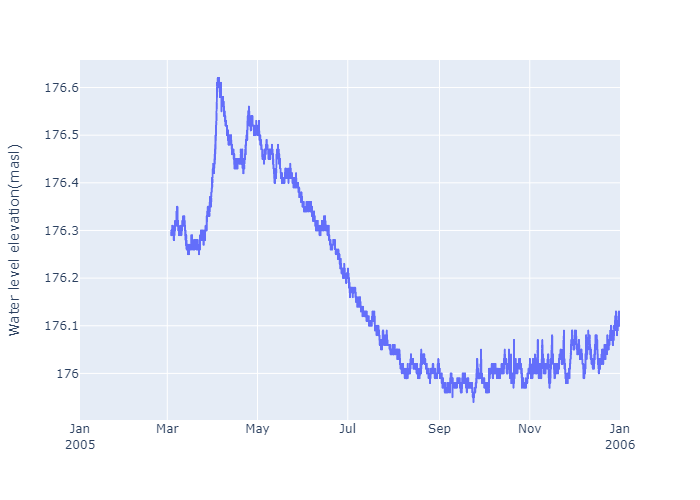 Water level elevation(masl)
176.6
176.5
176.4
176.3
176.2
176.1
176
Jan
2005
Mar
May
Jul
Sep
Nov
Jan
2006